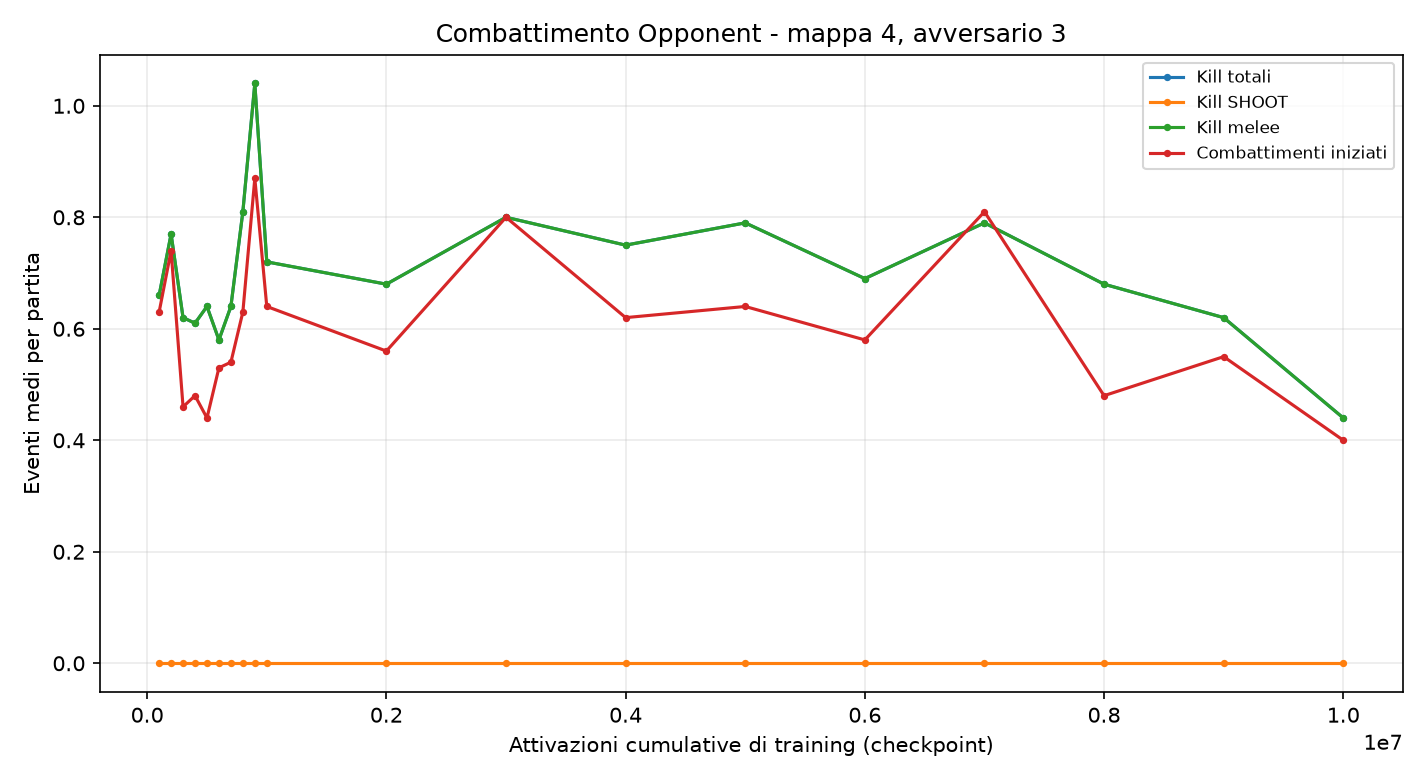 Combattimento Opponent - mappa 4, avversario 3
Kill totali
Kill SHOOT
Kill melee
Combattimenti iniziati
Eventi medi per partita
1.0
0.8
0.6
0.4
0.2
0.0
0.0 0.2 0.4 0.6 0.8 1.0
1e7
Attivazioni cumulative di training (checkpoint)